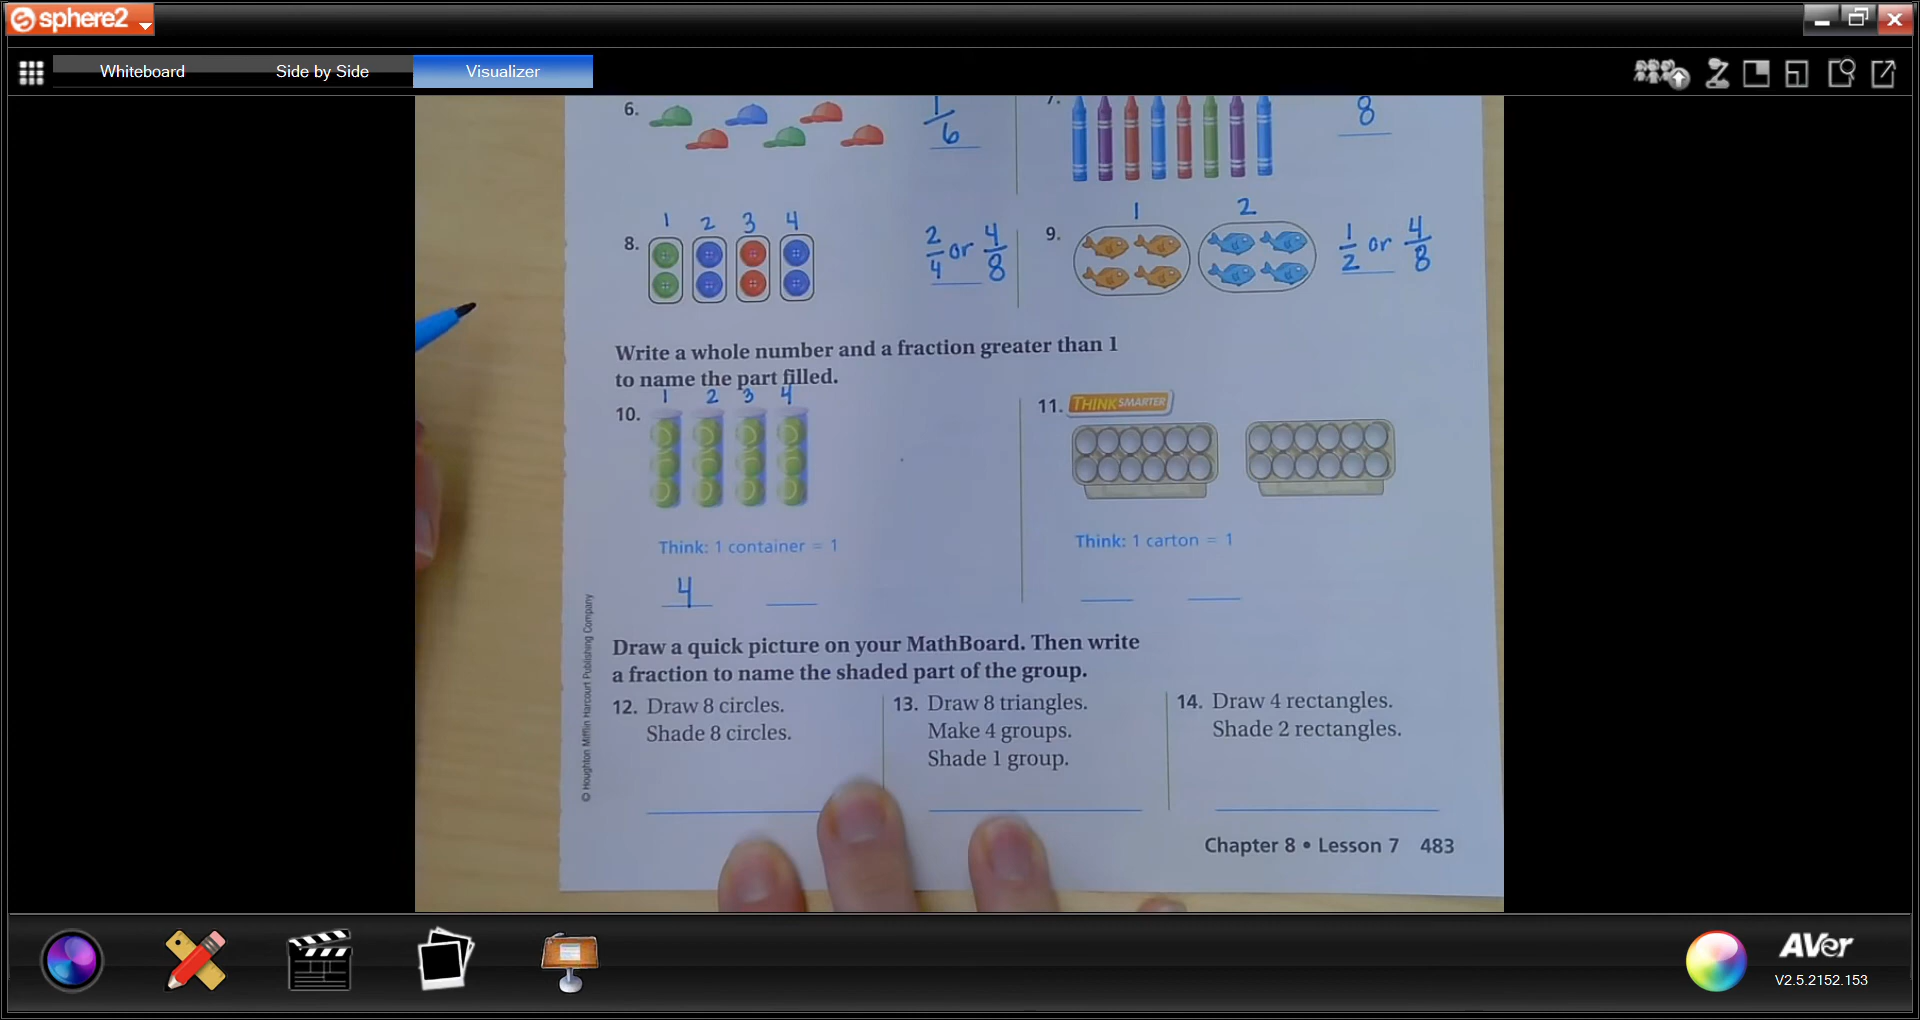 sphere2
Whiteboard Side by Side Visualizer
6. 1/6
7. 8
1 2 3 4
8. 2/4 or 4/8
1 2
9. 1/2 or 4/8
Write a whole number and a fraction greater than 1
to name the part filled.
1 2 3 4
10.
Think: 1 container = 1
4
11. THINK SMARTER
Think: 1 carton = 1
Draw a quick picture on your MathBoard. Then write
a fraction to name the shaded part of the group.
12. Draw 8 circles.
Shade 8 circles.
13. Draw 8 triangles.
Make 4 groups.
Shade 1 group.
14. Draw 4 rectangles.
Shade 2 rectangles.
© Houghton Mifflin Harcourt Publishing Company
Chapter 8 • Lesson 7 483
AVer
V2.5.2152.153